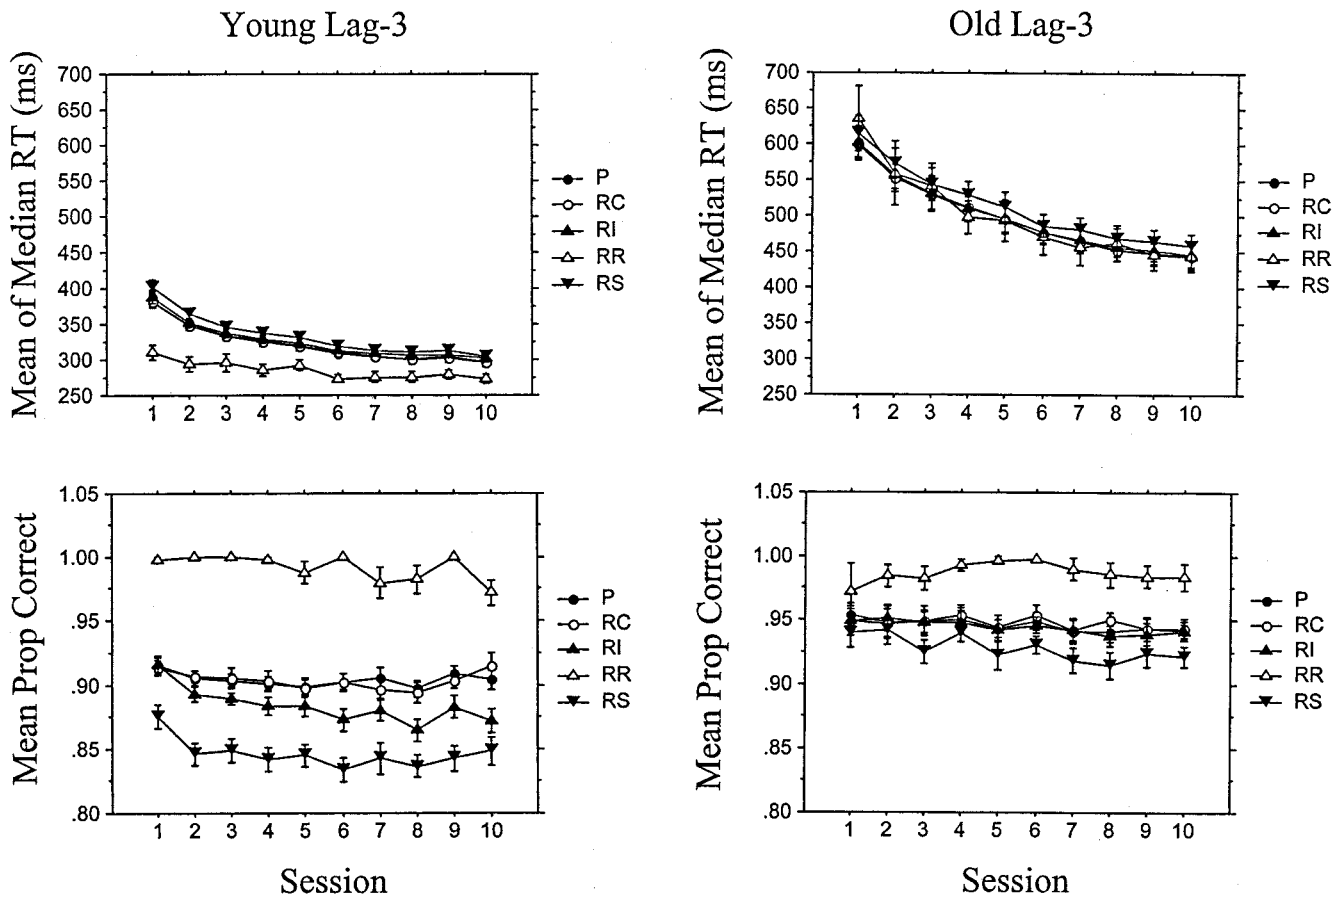 Young Lag-3
Old Lag-3
Mean of Median RT (ms)
700
650
600
550
500
450
400
350
300
250
1 2 3 4 5 6 7 8 9 10
P
RC
RI
RR
RS
Mean of Median RT (ms)
700
650
600
550
500
450
400
350
300
250
1 2 3 4 5 6 7 8 9 10
P
RC
RI
RR
RS
Mean Prop Correct
1.05
1.00
.95
.90
.85
.80
1 2 3 4 5 6 7 8 9 10
Session
P
RC
RI
RR
RS
Mean Prop Correct
1.05
1.00
.95
.90
.85
.80
1 2 3 4 5 6 7 8 9 10
Session
P
RC
RI
RR
RS